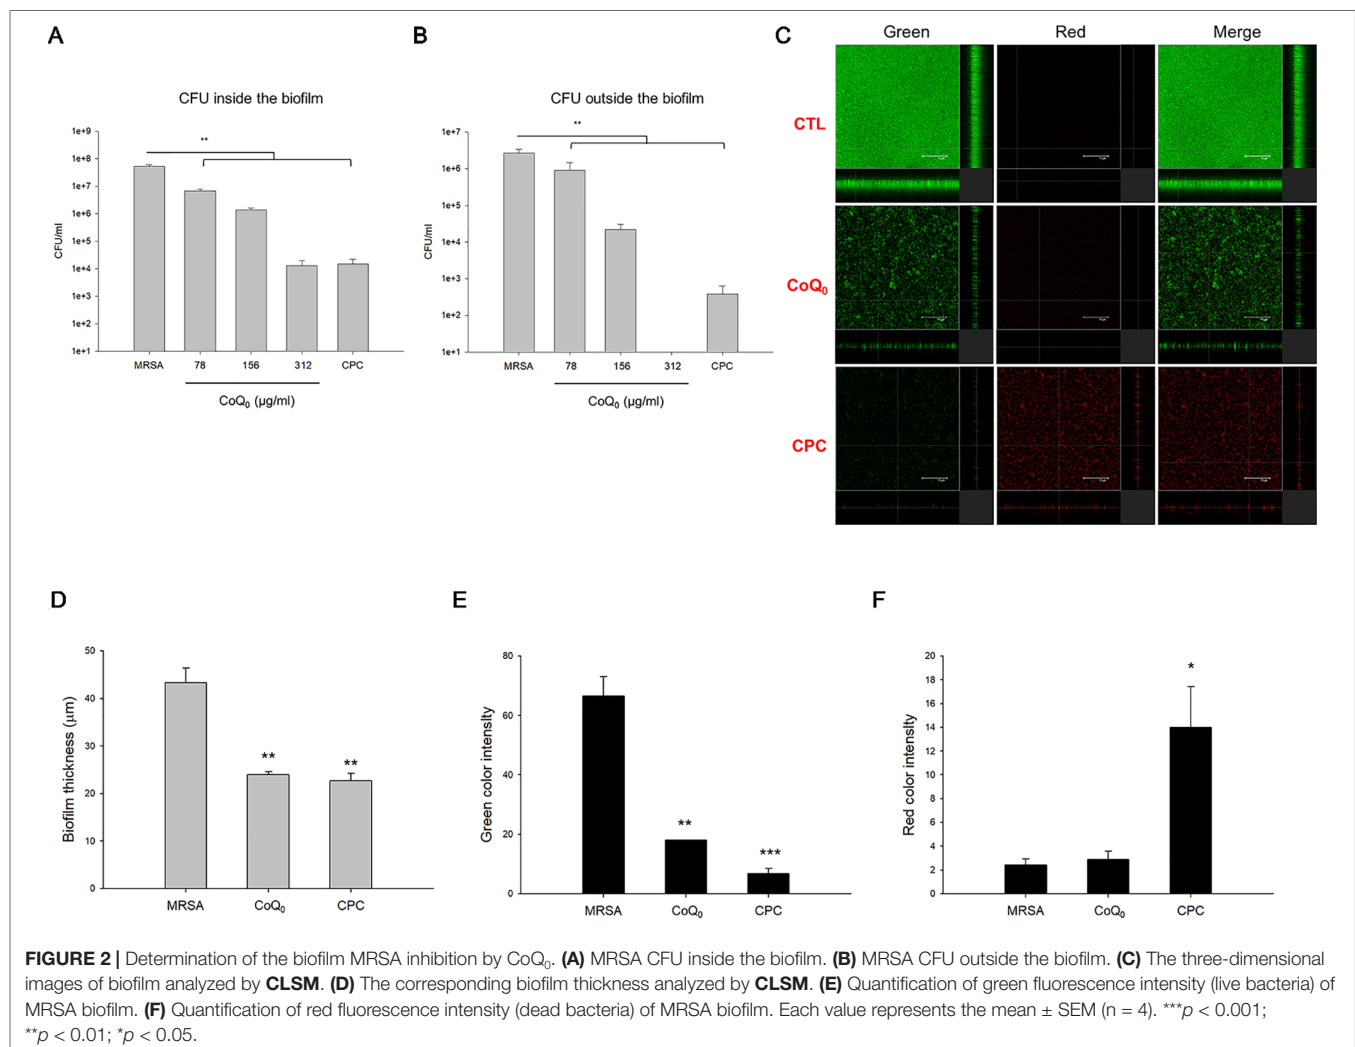 A
CFU inside the biofilm
**
1e+9
1e+8
1e+7
1e+6
1e+5
1e+4
1e+3
1e+2
1e+1
CFU/ml
MRSA 78 156 312 CPC
CoQ0 (µg/ml)
B
CFU outside the biofilm
**
1e+7
1e+6
1e+5
1e+4
1e+3
1e+2
1e+1
CFU/ml
MRSA 78 156 312 CPC
CoQ0 (µg/ml)
C
Green Red Merge
CTL
CoQ0
CPC
D
50
40
30
20
10
0
Biofilm thickness (µm)
** **
MRSA CoQ0 CPC
E
80
60
40
20
0
Green color intensity
** ***
MRSA CoQ0 CPC
F
20
18
16
14
12
10
8
6
4
2
0
Red color intensity
*
MRSA CoQ0 CPC
FIGURE 2 | Determination of the biofilm MRSA inhibition by CoQ0. (A) MRSA CFU inside the biofilm. (B) MRSA CFU outside the biofilm. (C) The three-dimensional
images of biofilm analyzed by CLSM. (D) The corresponding biofilm thickness analyzed by CLSM. (E) Quantification of green fluorescence intensity (live bacteria) of
MRSA biofilm. (F) Quantification of red fluorescence intensity (dead bacteria) of MRSA biofilm. Each value represents the mean ± SEM (n = 4). ***p < 0.001;
**p < 0.01; *p < 0.05.